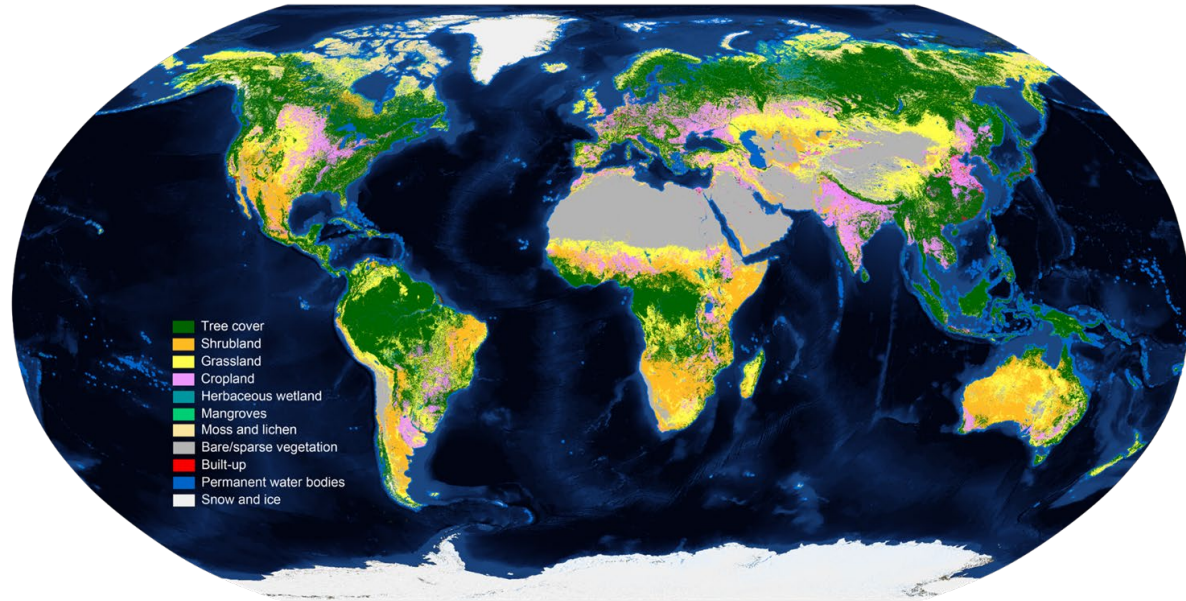 Tree cover
Shrubland
Grassland
Cropland
Herbaceous wetland
Mangroves
Moss and lichen
Bare/sparse vegetation
Built-up
Permanent water bodies
Snow and ice